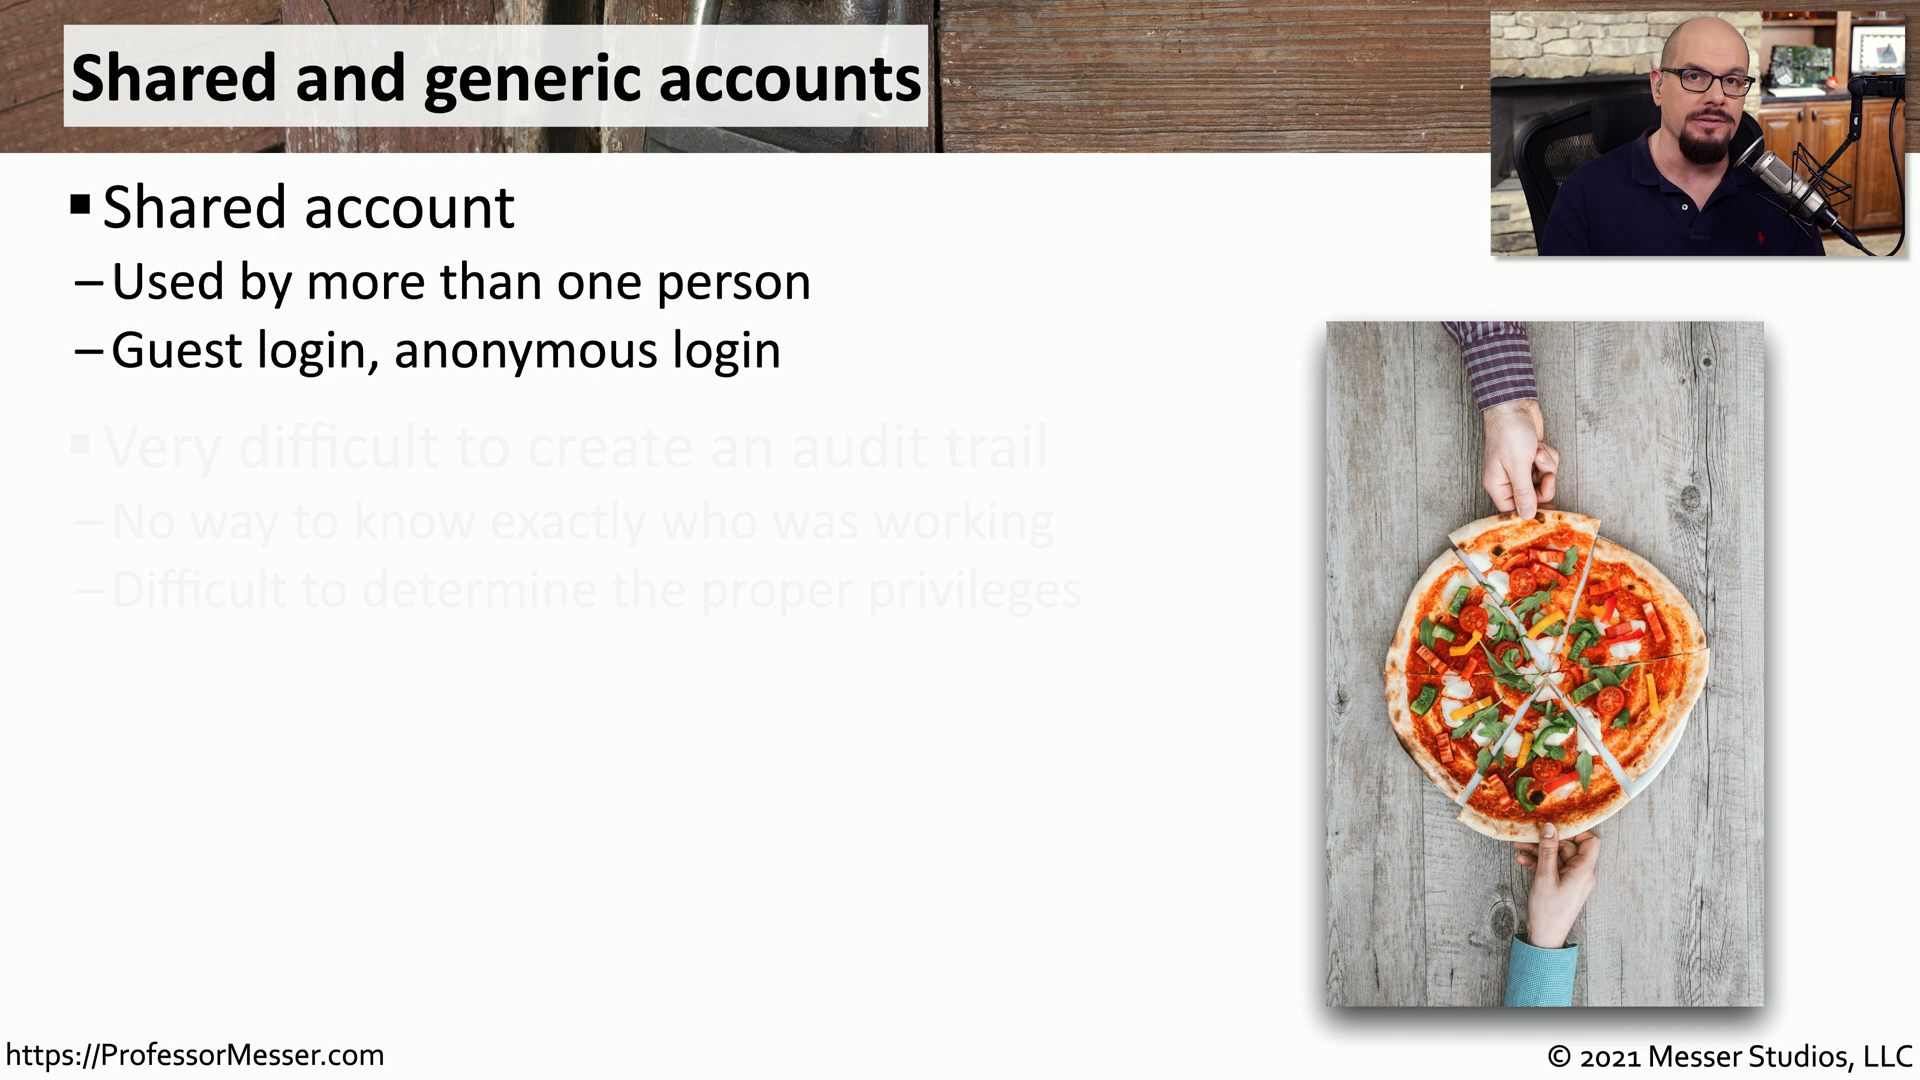 Shared and generic accounts
▪ Shared account
– Used by more than one person
– Guest login, anonymous login
▪ Very difficult to create an audit trail
– No way to know exactly who was working
– Difficult to determine the proper privileges
https://ProfessorMesser.com
© 2021 Messer Studios, LLC